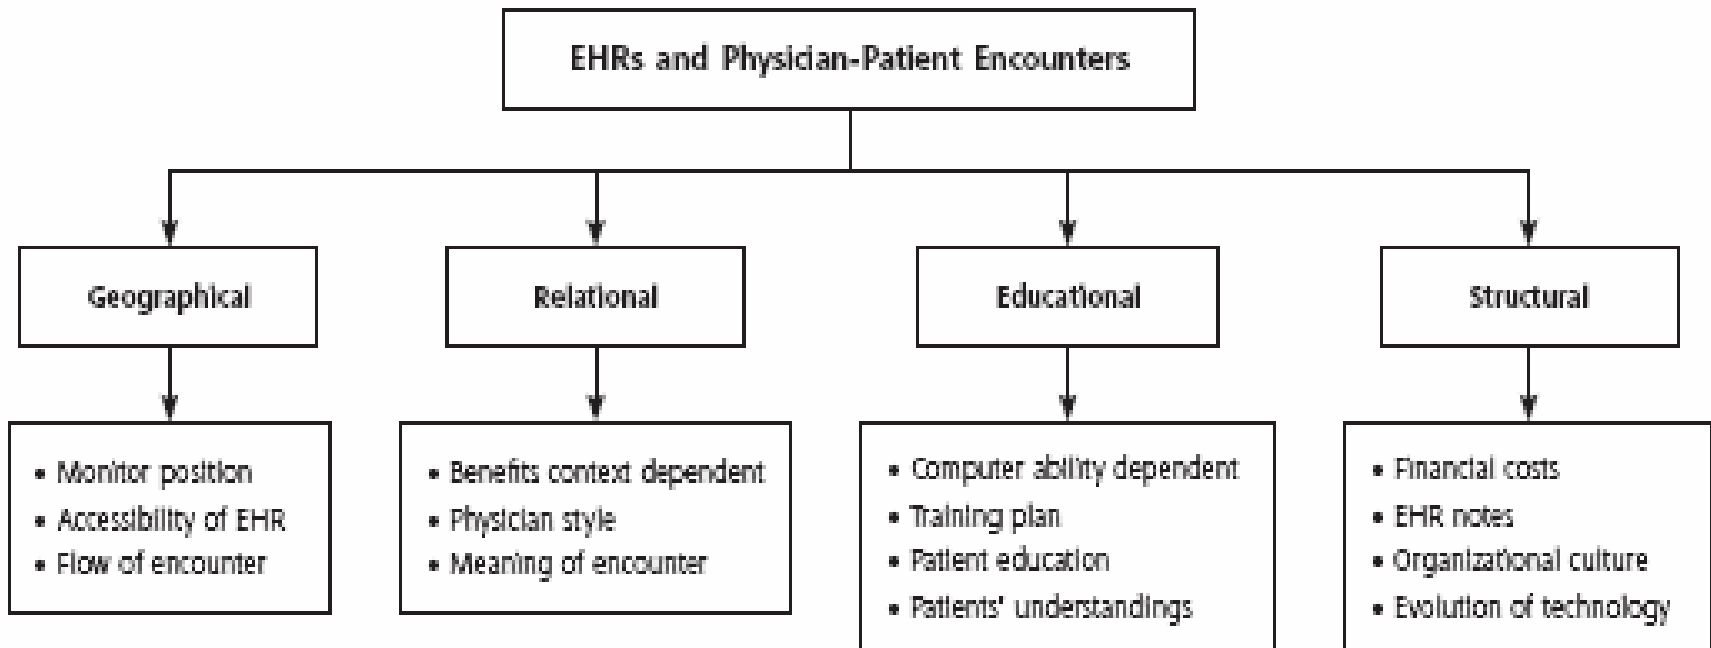 EHRs and Physician-Patient Encounters
Geographical
Relational
Educational
Structural
• Monitor position
• Accessibility of EHR
• Flow of encounter
• Benefits context dependent
• Physician style
• Meaning of encounter
• Computer ability dependent
• Training plan
• Patient education
• Patients' understandings
• Financial costs
• EHR notes
• Organizational culture
• Evolution of technology